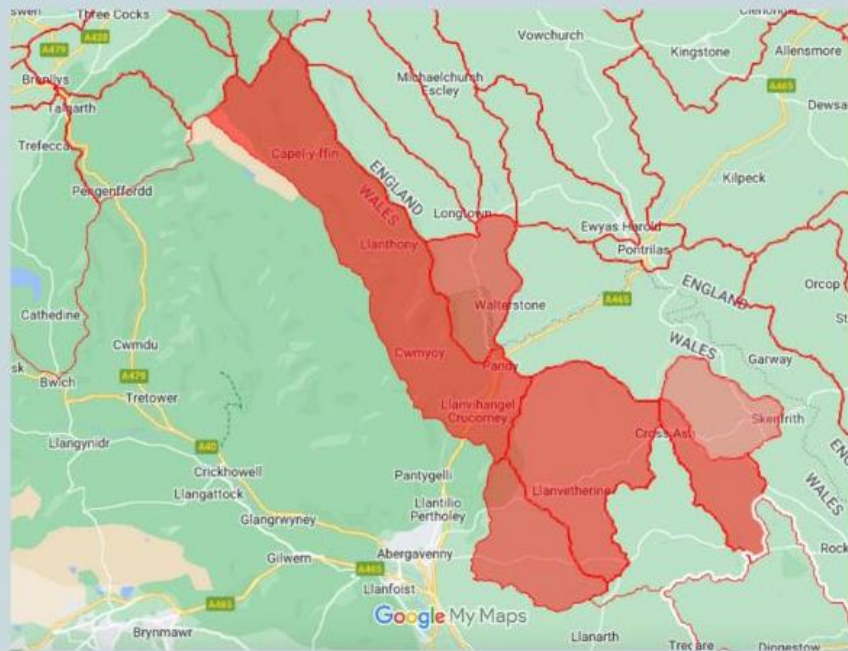 Three Cocks
A479
A438
Bronllys
Talgarth
Trefecca
Pengenffordd
Cathedine
Cwmdu
A479
Bwlch
Tretower
Llangynidr
A40
Crickhowell
Llangattock
Glangrwyney
Gilwern
A465
Brynmawr
Vowchurch
Clehonger
Kingstone
Allensmore
Michaelchurch
Escley
A465
Capel-y-ffin
ENGLAND
WALES
Kilpeck
Longtown
Ewyas Harold
Pontrilas
Llanthony
Walterstone
A465
ENGLAND
WALES
Orcop
Garway
Cwmyoy
Pandy
Llanvihangel
Crucorney
Cross Ash
Skenfrith
Pantygelli
Llanvetherine
WALES
Llantilio
Pertholey
Abergavenny
A465
Llanfoist
Google My Maps
Llanarth
Dingestow